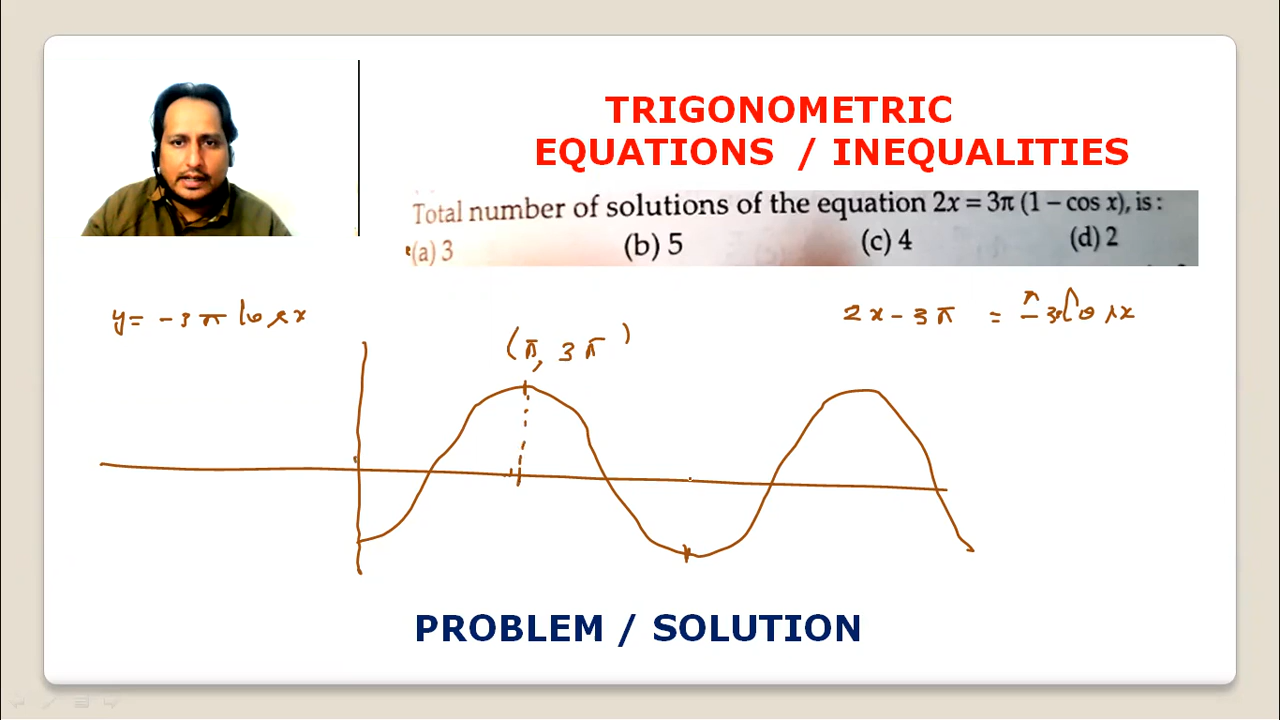 TRIGONOMETRIC
EQUATIONS / INEQUALITIES
Total number of solutions of the equation 2x = 3π (1 – cos x), is :
(a) 3 (b) 5 (c) 4 (d) 2
y = -3π cos x
2x - 3π = -3π cos x
(π, 3π)
PROBLEM / SOLUTION